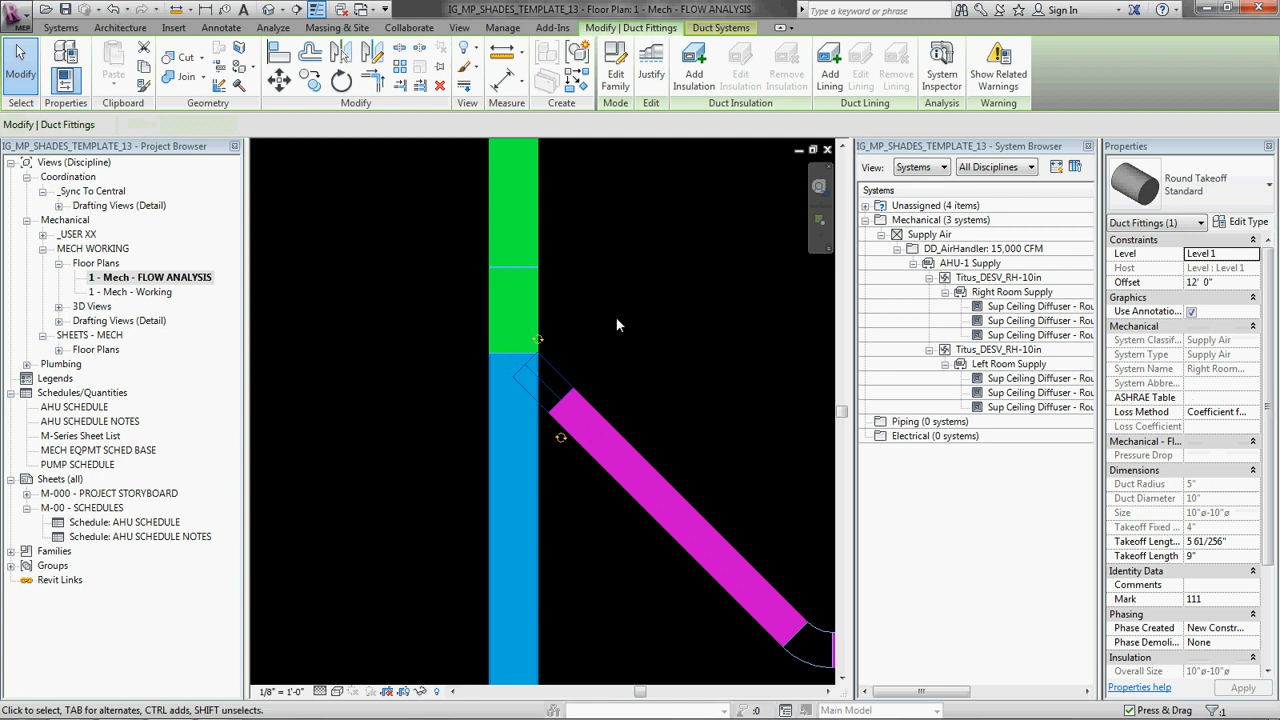 IG_MP_SHADES_TEMPLATE_13 - Floor Plan: 1 - Mech - FLOW ANALYSIS
Type a keyword or phrase
Sign In
MEP
Systems
Architecture
Insert
Annotate
Analyze
Massing & Site
Collaborate
View
Manage
Add-Ins
Modify | Duct Fittings
Duct Systems
Modify
Paste
Cut
Join
Edit Family
Justify
Add Insulation
Edit Insulation
Remove Insulation
Add Lining
Edit Lining
Remove Lining
System Inspector
Show Related Warnings
Select
Properties
Clipboard
Geometry
Modify
View
Measure
Create
Mode
Edit
Duct Insulation
Duct Lining
Analysis
Warning
Modify | Duct Fittings
IG_MP_SHADES_TEMPLATE_13 - Project Browser
Views (Discipline)
Coordination
_Sync To Central
Drafting Views (Detail)
Mechanical
_USER XX
MECH WORKING
Floor Plans
1 - Mech - FLOW ANALYSIS
1 - Mech - Working
3D Views
Drafting Views (Detail)
SHEETS - MECH
Floor Plans
Plumbing
Legends
Schedules/Quantities
AHU SCHEDULE
AHU SCHEDULE NOTES
M-Series Sheet List
MECH EQPMT SCHED BASE
PUMP SCHEDULE
Sheets (all)
M-000 - PROJECT STORYBOARD
M-00 - SCHEDULES
Schedule: AHU SCHEDULE
Schedule: AHU SCHEDULE NOTES
Families
Groups
Revit Links
1/8" = 1'-0"
IG_MP_SHADES_TEMPLATE_13 - System Browser
View:
Systems
All Disciplines
Systems
Unassigned (4 items)
Mechanical (3 systems)
Supply Air
DD_AirHandler: 15,000 CFM
AHU-1 Supply
Titus_DESV_RH-10in
Right Room Supply
Sup Ceiling Diffuser - Rou
Sup Ceiling Diffuser - Rou
Sup Ceiling Diffuser - Rou
Titus_DESV_RH-10in
Left Room Supply
Sup Ceiling Diffuser - Rou
Sup Ceiling Diffuser - Rou
Sup Ceiling Diffuser - Rou
Piping (0 systems)
Electrical (0 systems)
Properties
Round Takeoff
Standard
Duct Fittings (1)
Edit Type
Constraints
Level Level 1
Host Level : Level 1
Offset 12' 0"
Graphics
Use Annotatio...
Mechanical
System Classif... Supply Air
System Type Supply Air
System Name Right Room...
System Abbre...
ASHRAE Table
Loss Method Coefficient f...
Loss Coefficient
Mechanical - Fl...
Pressure Drop
Dimensions
Duct Radius 5"
Duct Diameter 10"
Size 10"ø-10"ø
Takeoff Fixed ... 4"
Takeoff Lengt... 5 61/256"
Takeoff Length 9"
Identity Data
Comments
Mark 111
Phasing
Phase Created New Constr...
Phase Demoli... None
Insulation
Overall Size 10"ø-10"ø
Properties help
Apply
Click to select, TAB for alternates, CTRL adds, SHIFT unselects.
:0
Main Model
Press & Drag
:1